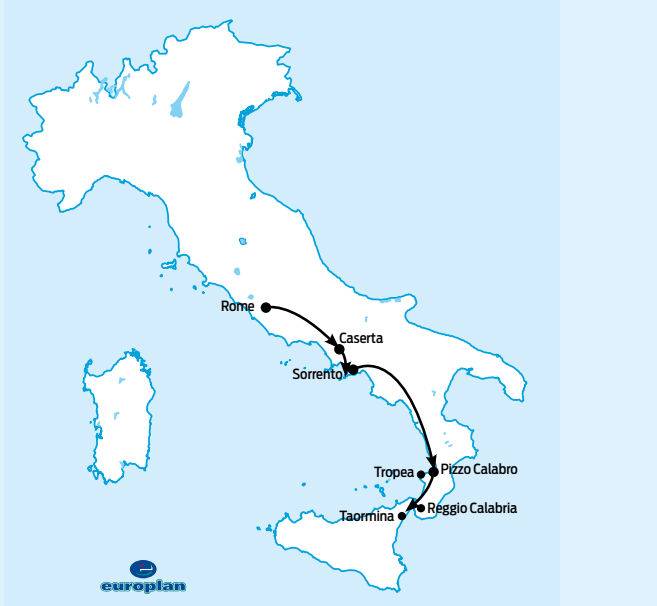 Rome
Caserta
Sorrento
Tropea
Pizzo Calabro
Reggio Calabria
Taormina
europlan